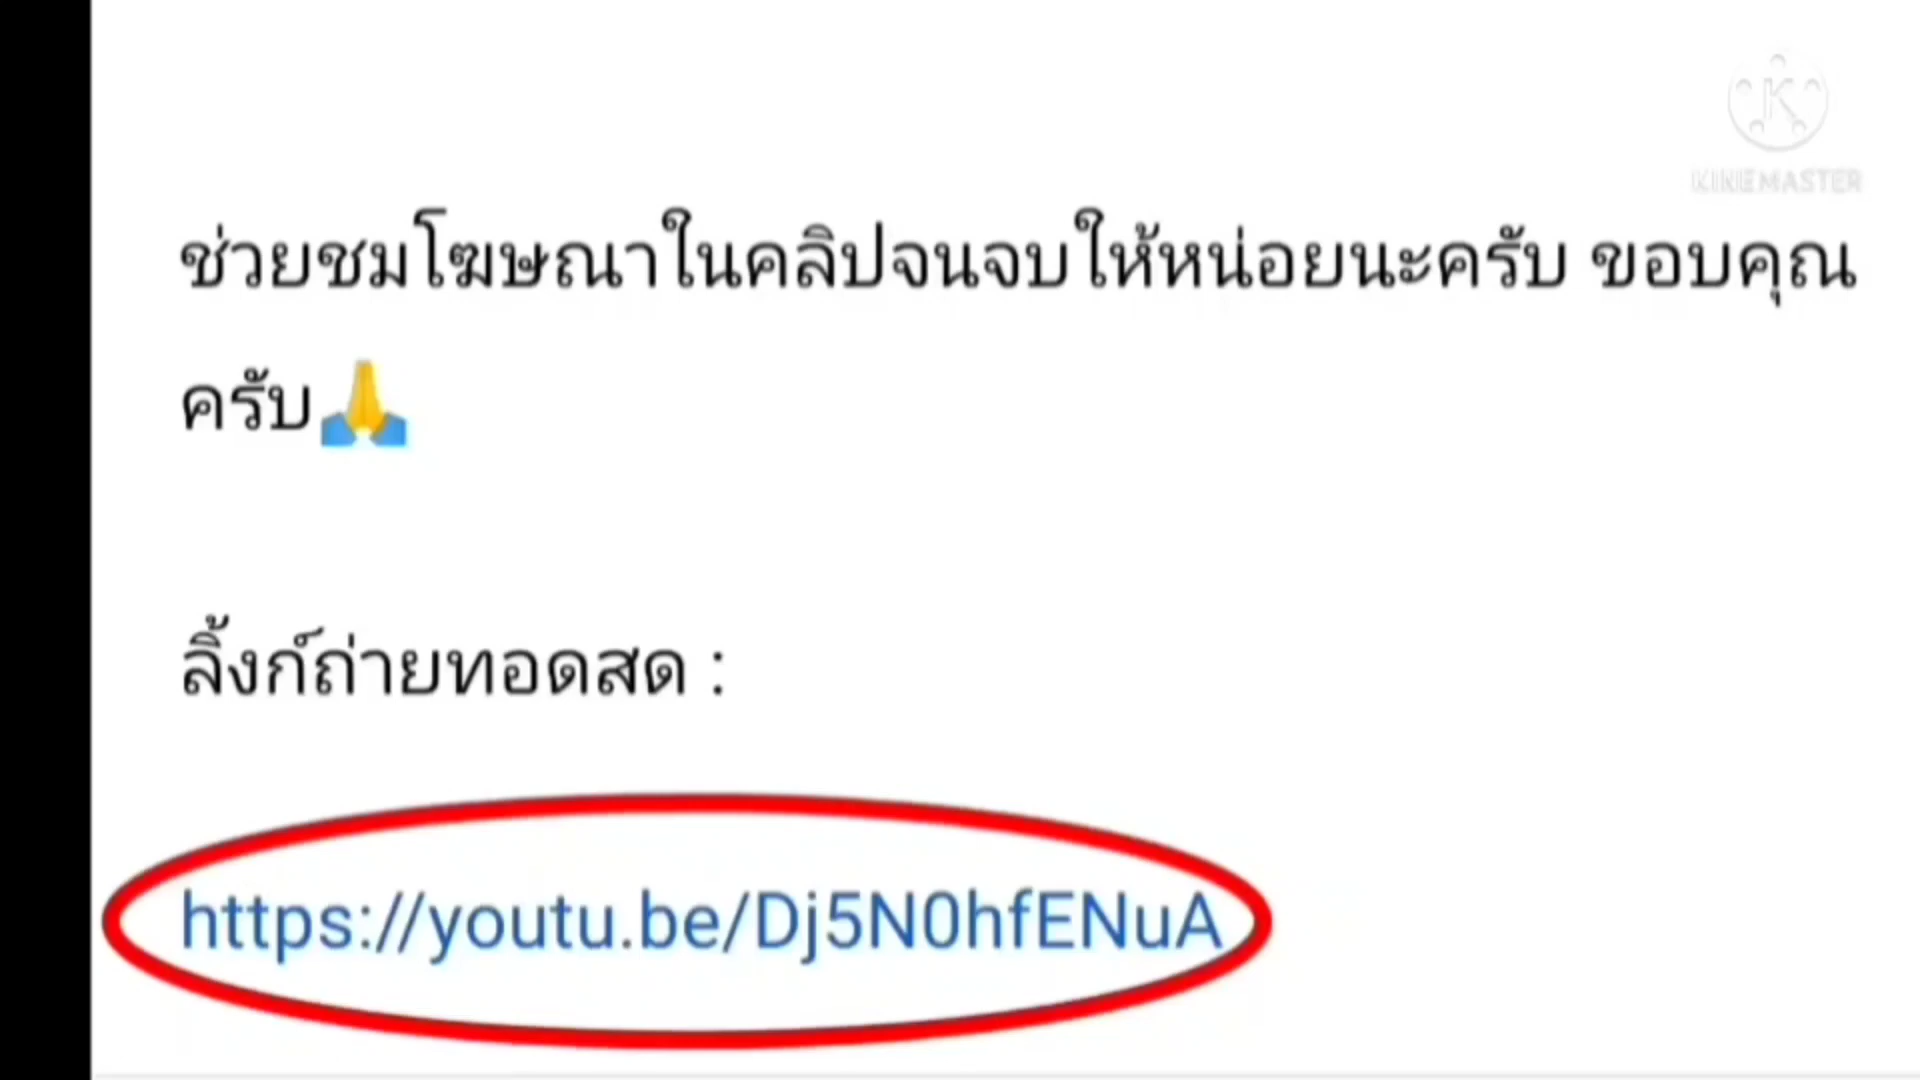 KINEMASTER
ช่วยชมโฆษณาในคลิปจนจบให้หน่อยนะครับ ขอบคุณ
ครับ🙏
ลิ้งก์ถ่ายทอดสด :
https://youtu.be/Dj5N0hfENuA